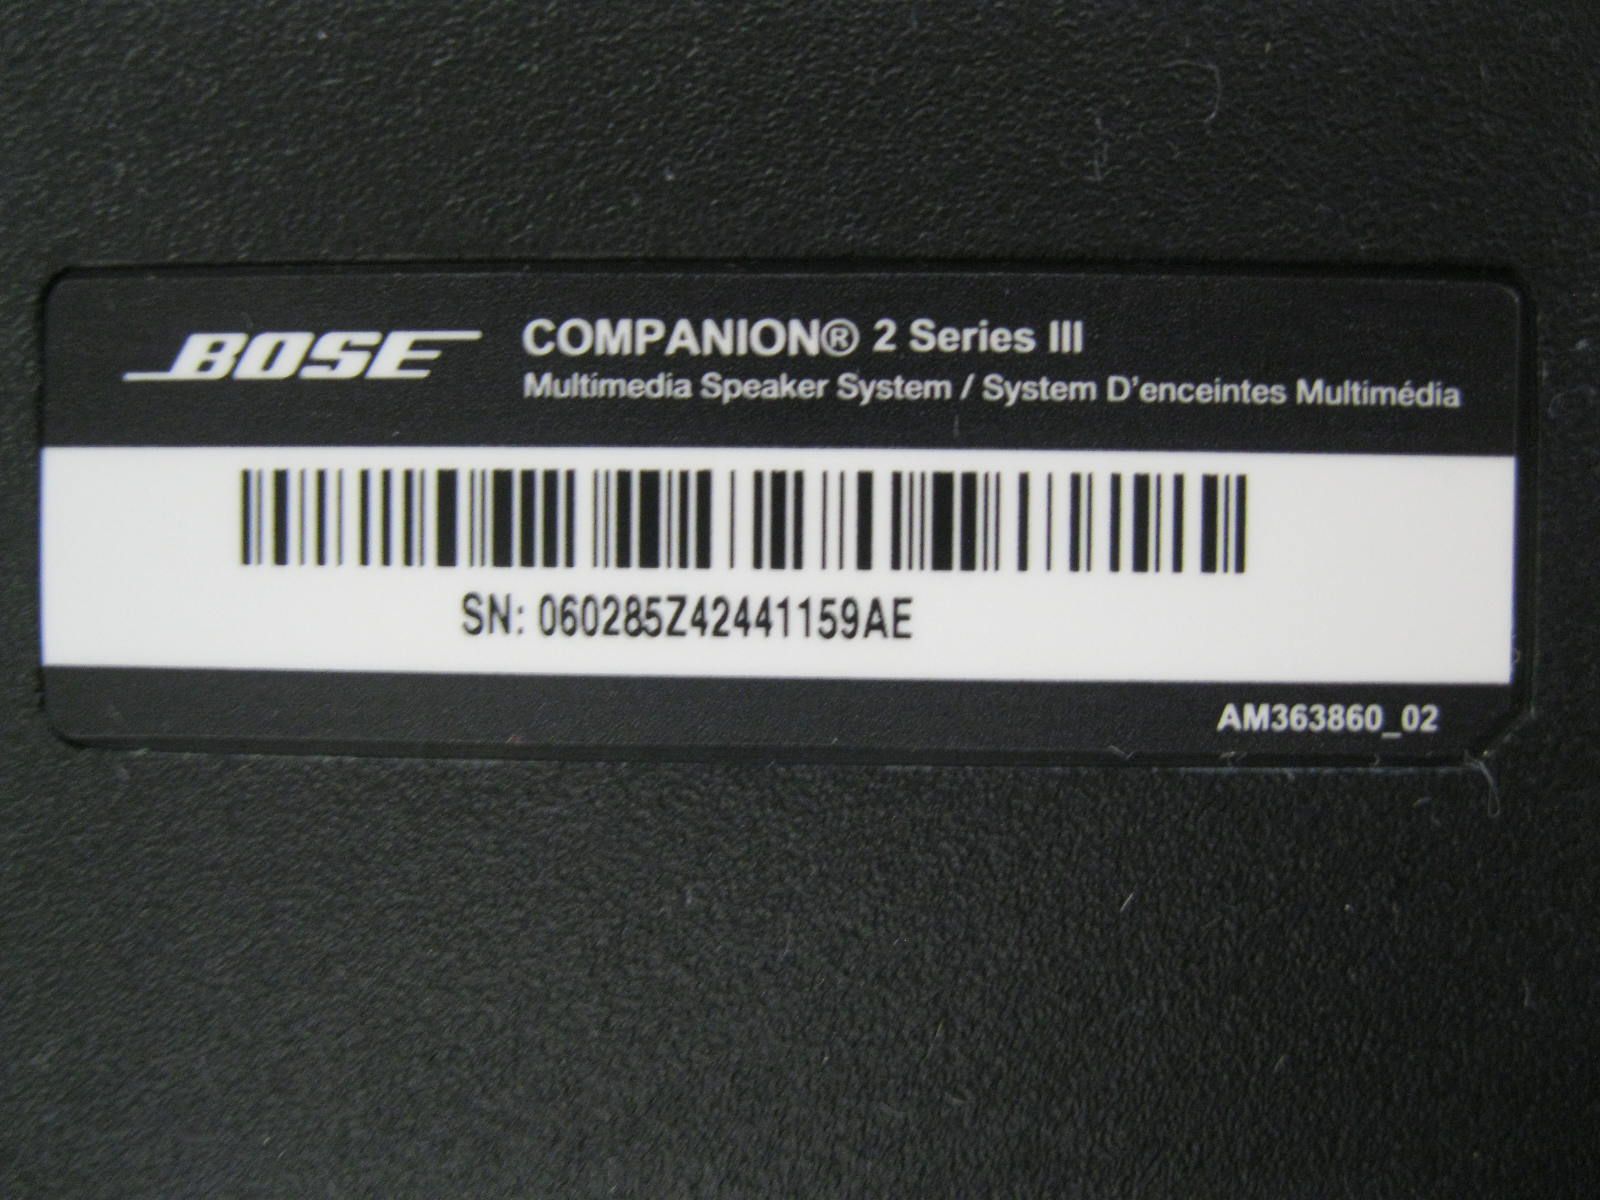 BOSE
COMPANION® 2 Series III
Multimedia Speaker System / System D'enceintes Multimédia
SN: 060285Z42441159AE
AM363860_02